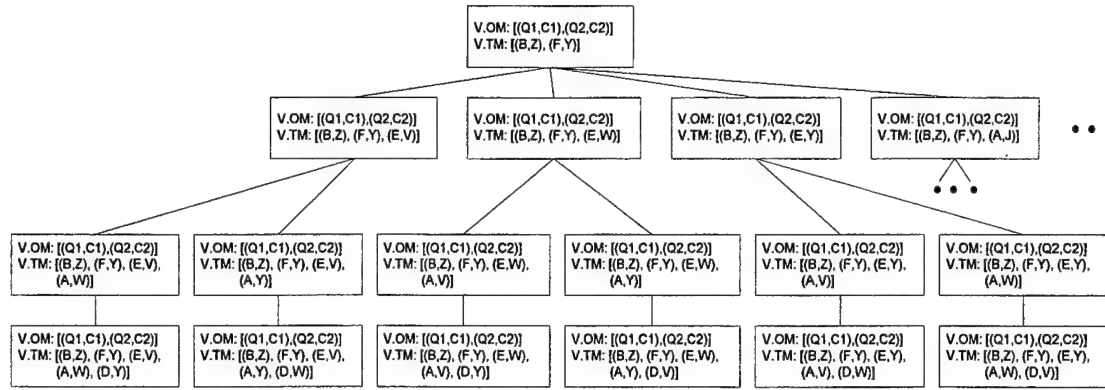 V.OM: [(Q1,C1),(Q2,C2)]
V.TM: [(B,Z), (F,Y)]
V.OM: [(Q1,C1),(Q2,C2)]
V.TM: [(B,Z), (F,Y), (E,V)]
V.OM: [(Q1,C1),(Q2,C2)]
V.TM: [(B,Z), (F,Y), (E,W)]
V.OM: [(Q1,C1),(Q2,C2)]
V.TM: [(B,Z), (F,Y), (E,Y)]
V.OM: [(Q1,C1),(Q2,C2)]
V.TM: [(B,Z), (F,Y), (A,J)]
V.OM: [(Q1,C1),(Q2,C2)]
V.TM: [(B,Z), (F,Y), (E,V),
(A,W)]
V.OM: [(Q1,C1),(Q2,C2)]
V.TM: [(B,Z), (F,Y), (E,V),
(A,Y)]
V.OM: [(Q1,C1),(Q2,C2)]
V.TM: [(B,Z), (F,Y), (E,W),
(A,V)]
V.OM: [(Q1,C1),(Q2,C2)]
V.TM: [(B,Z), (F,Y), (E,W),
(A,Y)]
V.OM: [(Q1,C1),(Q2,C2)]
V.TM: [(B,Z), (F,Y), (E,Y),
(A,V)]
V.OM: [(Q1,C1),(Q2,C2)]
V.TM: [(B,Z), (F,Y), (E,Y),
(A,W)]
V.OM: [(Q1,C1),(Q2,C2)]
V.TM: [(B,Z), (F,Y), (E,V),
(A,W), (D,Y)]
V.OM: [(Q1,C1),(Q2,C2)]
V.TM: [(B,Z), (F,Y), (E,V),
(A,Y), (D,W)]
V.OM: [(Q1,C1),(Q2,C2)]
V.TM: [(B,Z), (F,Y), (E,W),
(A,V), (D,Y)]
V.OM: [(Q1,C1),(Q2,C2)]
V.TM: [(B,Z), (F,Y), (E,W),
(A,Y), (D,V)]
V.OM: [(Q1,C1),(Q2,C2)]
V.TM: [(B,Z), (F,Y), (E,Y),
(A,V), (D,W)]
V.OM: [(Q1,C1),(Q2,C2)]
V.TM: [(B,Z), (F,Y), (E,Y),
(A,W), (D,V)]